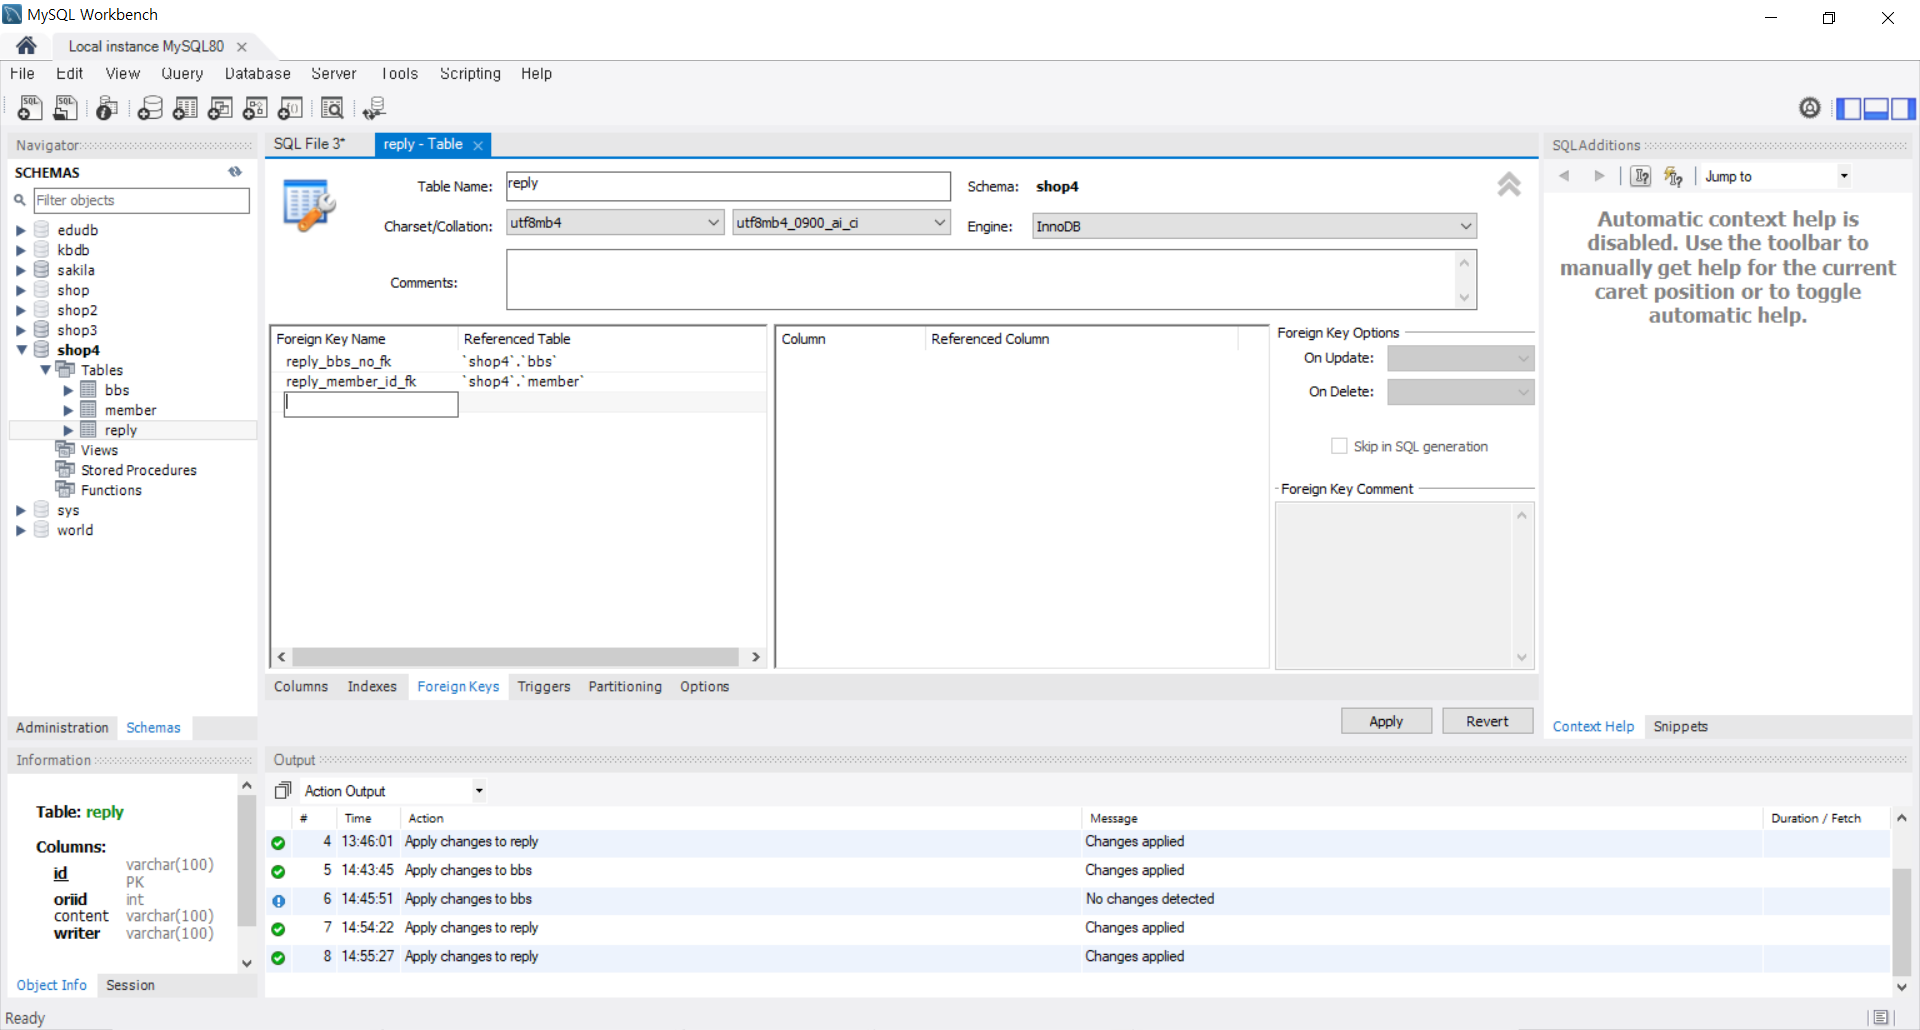 MySQL Workbench
Local instance MySQL80
File Edit View Query Database Server Tools Scripting Help
Navigator
SCHEMAS
Filter objects
edudb
kbdb
sakila
shop
shop2
shop3
shop4
Tables
bbs
member
reply
Views
Stored Procedures
Functions
sys
world
Administration Schemas
SQL File 3* reply - Table
Table Name: reply Schema: shop4
Charset/Collation: utf8mb4 utf8mb4_0900_ai_ci Engine: InnoDB
Comments:
Foreign Key Name Referenced Table
reply_bbs_no_fk `shop4`.`bbs`
reply_member_id_fk `shop4`.`member`
Column Referenced Column
Foreign Key Options
On Update:
On Delete:
Skip in SQL generation
Foreign Key Comment
Columns Indexes Foreign Keys Triggers Partitioning Options
Apply Revert
SQLAdditions
Jump to
Automatic context help is
disabled. Use the toolbar to
manually get help for the current
caret position or to toggle
automatic help.
Context Help Snippets
Information
Table: reply
Columns:
id varchar(100)
PK
oriid int
content varchar(100)
writer varchar(100)
Object Info Session
Output
Action Output
# Time Action Message Duration / Fetch
4 13:46:01 Apply changes to reply Changes applied
5 14:43:45 Apply changes to bbs Changes applied
6 14:45:51 Apply changes to bbs No changes detected
7 14:54:22 Apply changes to reply Changes applied
8 14:55:27 Apply changes to reply Changes applied
Ready